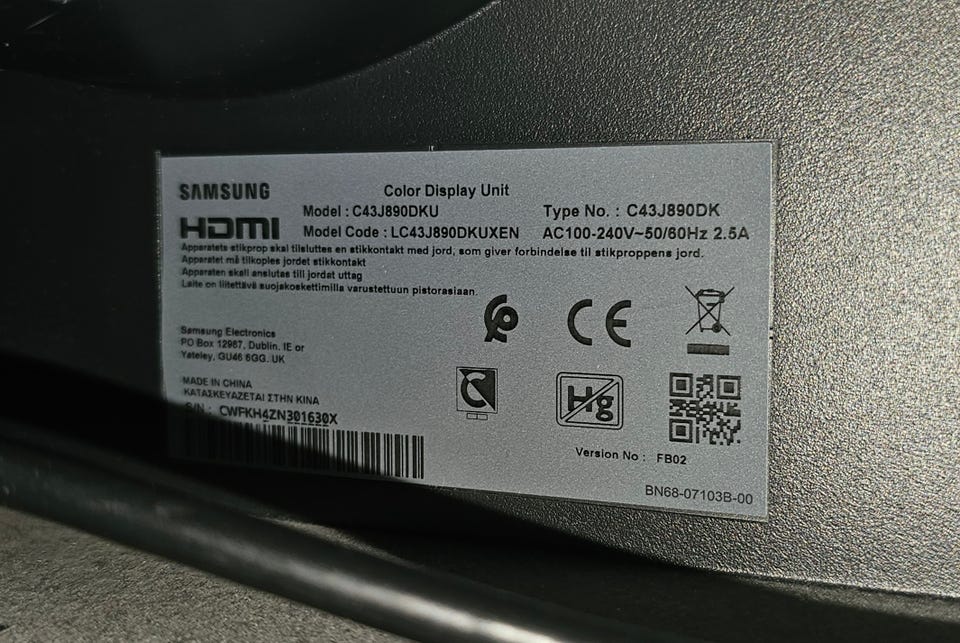 SAMSUNG
Color Display Unit
HDMI
Model : C43J890DKU
Type No. : C43J890DK
Model Code : LC43J890DKUXEN
AC100-240V~50/60Hz 2.5A
Apparatets stikprop skal tilsluttes en stikkontakt med jord, som giver forbindelse til stikproppens jord.
Apparatet må tilkoples jordet stikkontakt
Apparaten skall anslutas till jordat uttag
Laite on liitettävä suojakoskettimilla varustettuun pistorasiaan.
CE
Samsung Electronics
PO Box 12987, Dublin. IE or
Yateley, GU46 6GG. UK
MADE IN CHINA
ΚΑΤΑΣΚΕΥΑΖΕΤΑΙ ΣΤΗΝ ΚΙΝΑ
S/N : CWFKH4ZN301630X
Hg
Version No : FB02
BN68-07103B-00